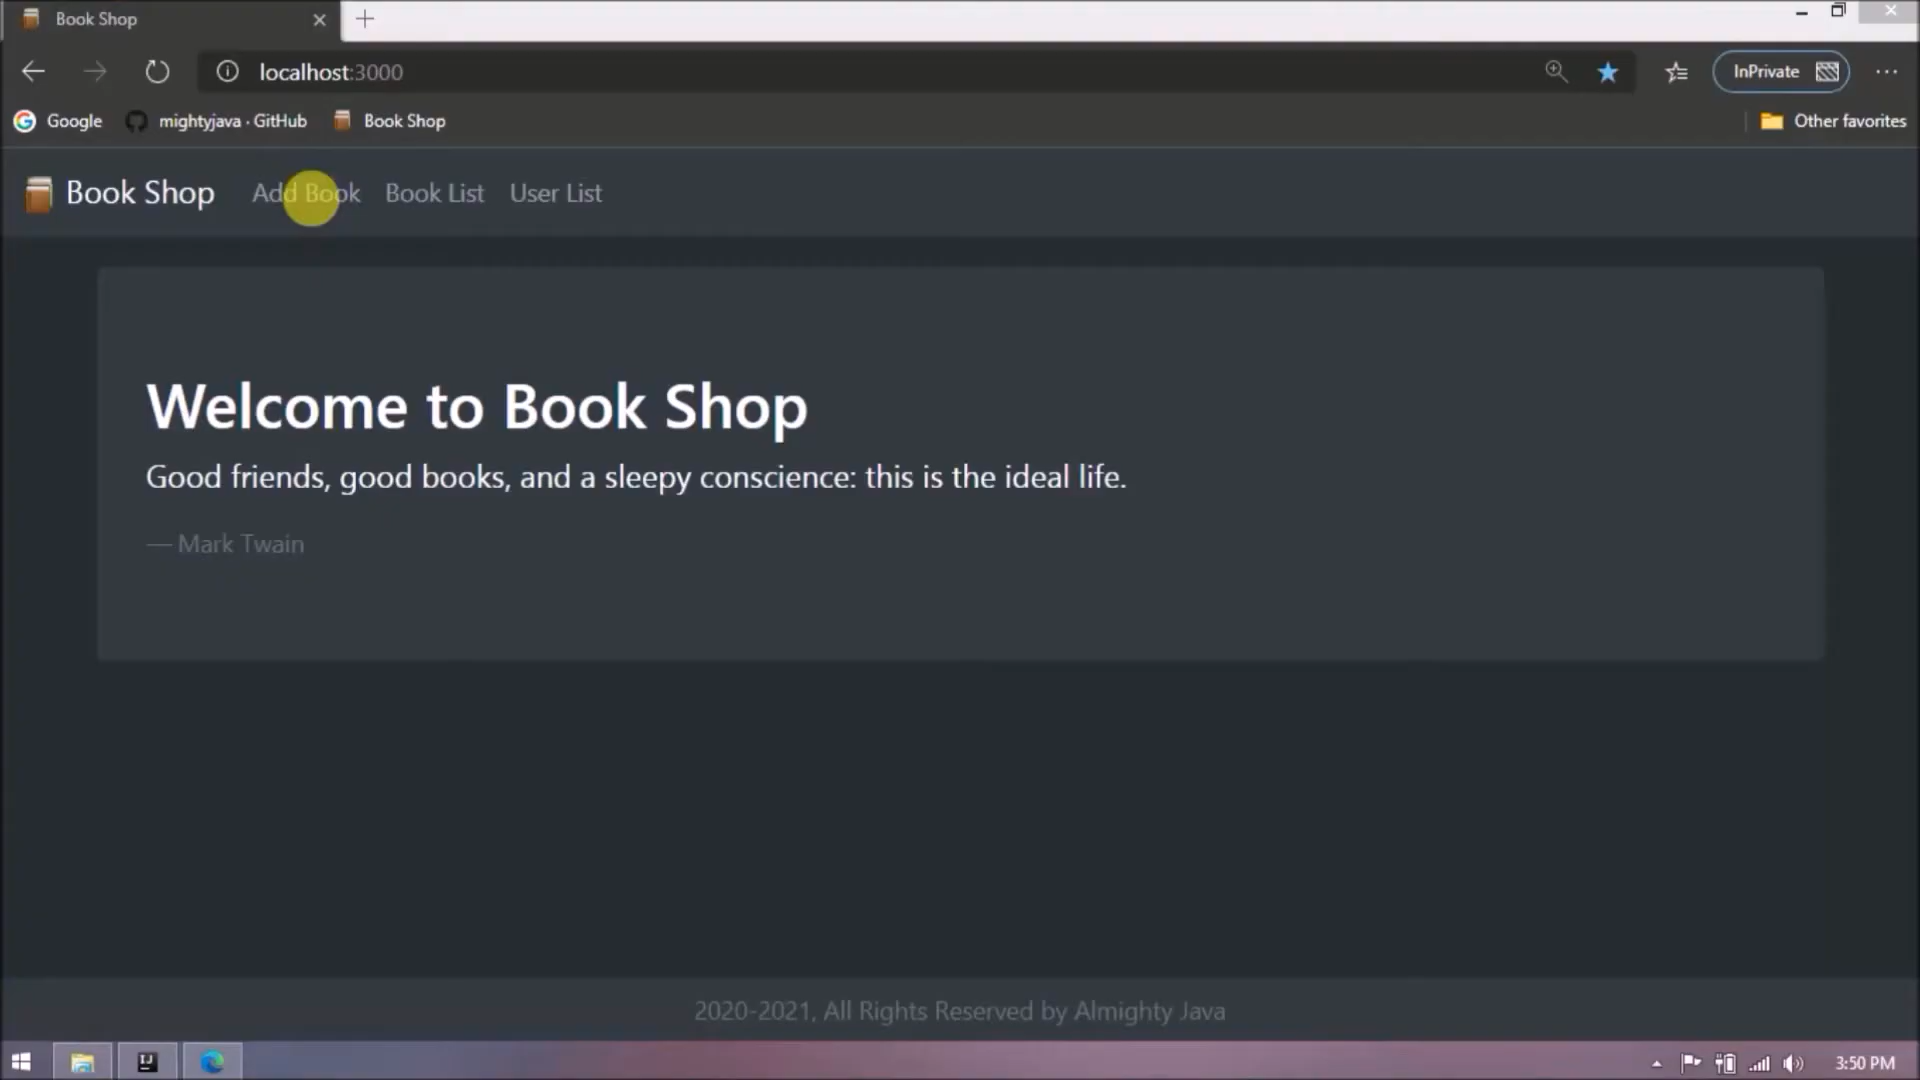 Book Shop
localhost:3000
InPrivate
Google
mightyjava · GitHub
Book Shop
Other favorites
Book Shop
Add Book
Book List
User List
Welcome to Book Shop
Good friends, good books, and a sleepy conscience: this is the ideal life.
— Mark Twain
2020-2021, All Rights Reserved by Almighty Java
IJ
3:50 PM